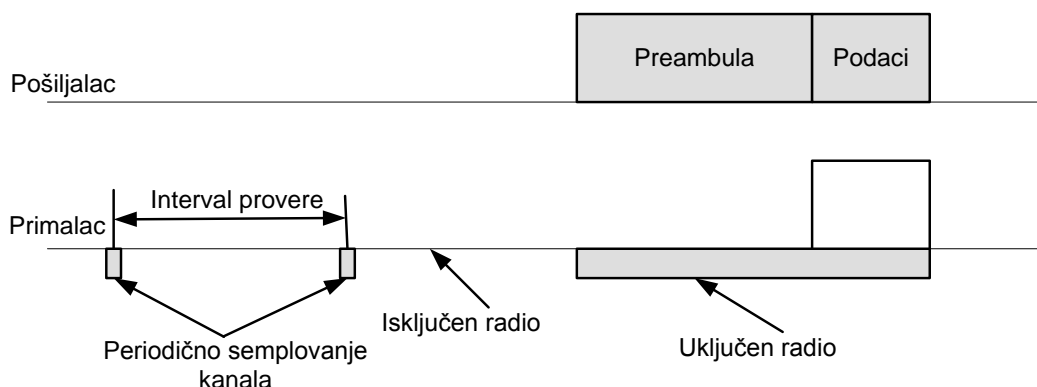 Preambula
Podaci
Pošiljalac
Interval provere
Primalac
Isključen radio
Periodično semplovanje
kanala
Uključen radio